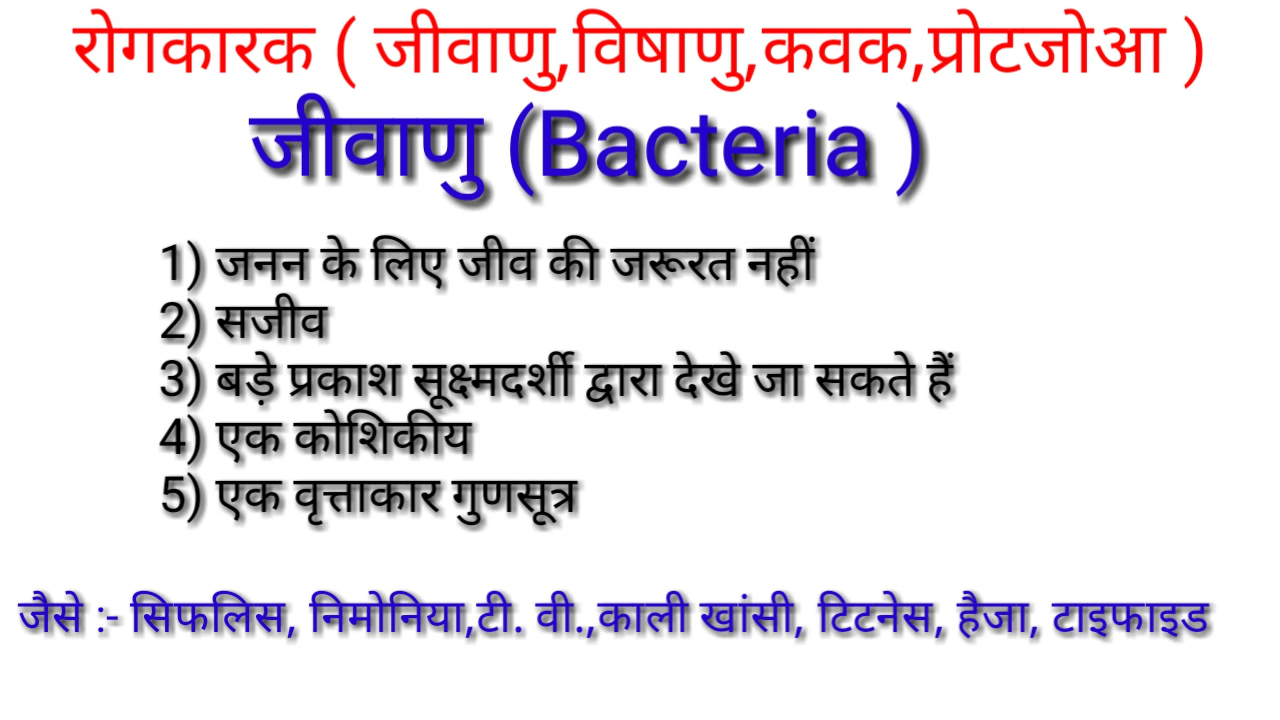 रोगकारक ( जीवाणु,विषाणु,कवक,प्रोटजोआ )
जीवाणु (Bacteria )
1) जनन के लिए जीव की जरूरत नहीं
2) सजीव
3) बड़े प्रकाश सूक्ष्मदर्शी द्वारा देखे जा सकते हैं
4) एक कोशिकीय
5) एक वृत्ताकार गुणसूत्र
जैसे :- सिफलिस, निमोनिया,टी. वी.,काली खांसी, टिटनेस, हैजा, टाइफाइड